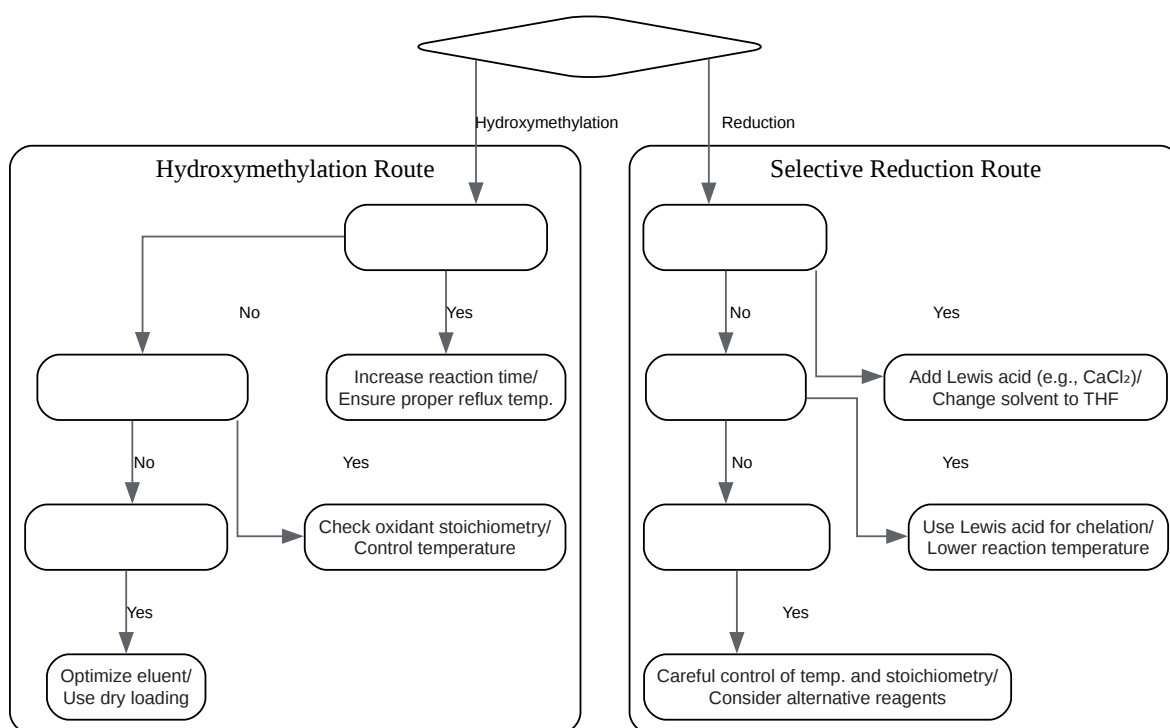 Hydroxymethylation
Reduction
Hydroxymethylation Route
Selective Reduction Route
No
Yes
No
Yes
Increase reaction time/
Ensure proper reflux temp.
Add Lewis acid (e.g., CaCl₂)/
Change solvent to THF
No
Yes
No
Yes
Check oxidant stoichiometry/
Control temperature
Use Lewis acid for chelation/
Lower reaction temperature
Yes
Yes
Optimize eluent/
Use dry loading
Careful control of temp. and stoichiometry/
Consider alternative reagents